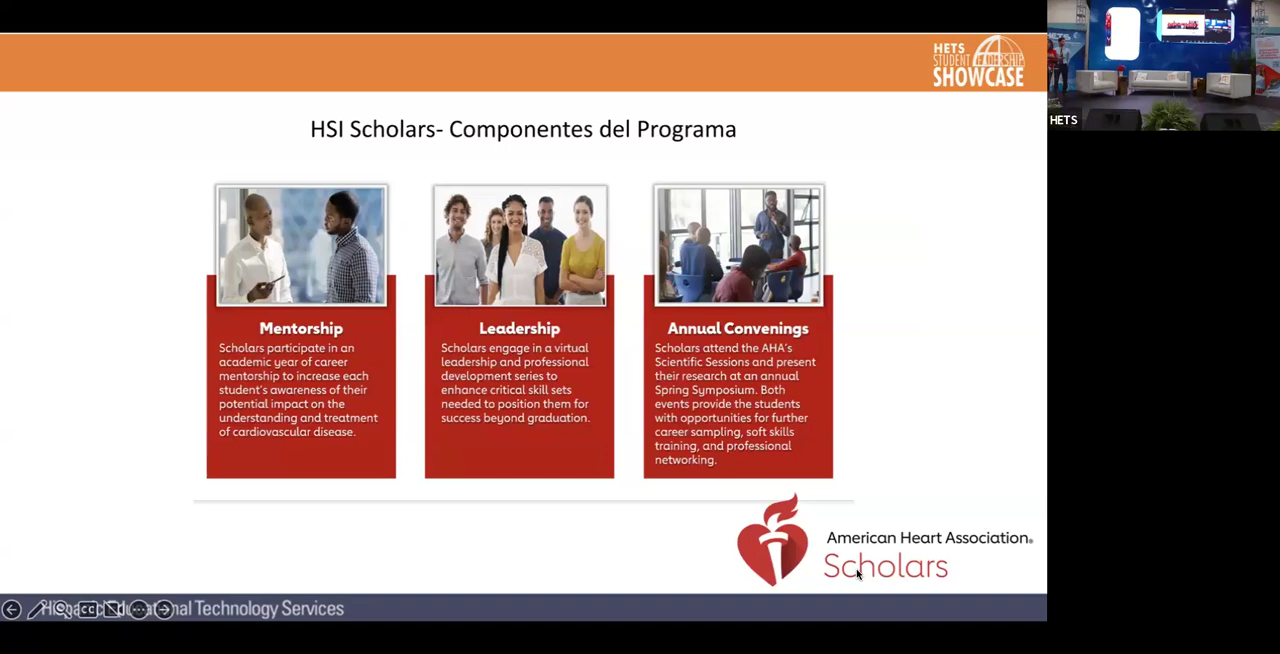 HETS
STUDENT LEADERSHIP
SHOWCASE
HETS
HSI Scholars- Componentes del Programa
Mentorship
Scholars participate in an
academic year of career
mentorship to increase each
student's awareness of their
potential impact on the
understanding and treatment
of cardiovascular disease.
Leadership
Scholars engage in a virtual
leadership and professional
development series to
enhance critical skill sets
needed to position them for
success beyond graduation.
Annual Convenings
Scholars attend the AHA's
Scientific Sessions and present
their research at an annual
Spring Symposium. Both
events provide the students
with opportunities for further
career sampling, soft skills
training, and professional
networking.
American Heart Association®
Scholars
Hispanic Educational Technology Services
CC